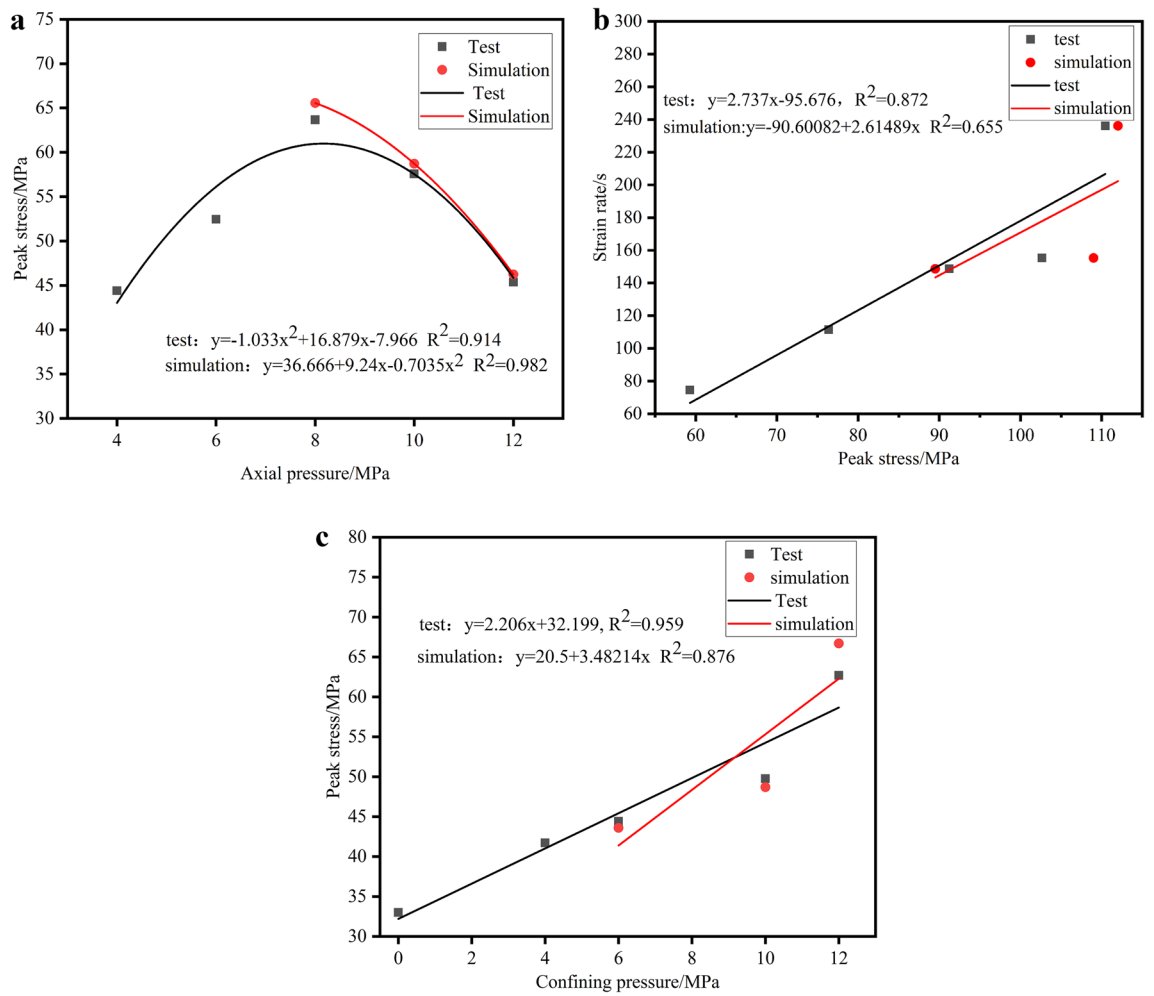 a
75
70
65
60
55
50
45
40
35
30
Peak stress/MPa
4 6 8 10 12
Axial pressure/MPa
Test
Simulation
Test
Simulation
test：y=-1.033x²+16.879x-7.966 R²=0.914
simulation：y=36.666+9.24x-0.7035x² R²=0.982
b
300
280
260
240
220
200
180
160
140
120
100
80
60
Strain rate/s
60 70 80 90 100 110
Peak stress/MPa
test
simulation
test
simulation
test：y=2.737x-95.676，R²=0.872
simulation:y=-90.60082+2.61489x R²=0.655
c
80
75
70
65
60
55
50
45
40
35
30
Peak stress/MPa
0 2 4 6 8 10 12
Confining pressure/MPa
Test
simulation
Test
simulation
test：y=2.206x+32.199, R²=0.959
simulation：y=20.5+3.48214x R²=0.876